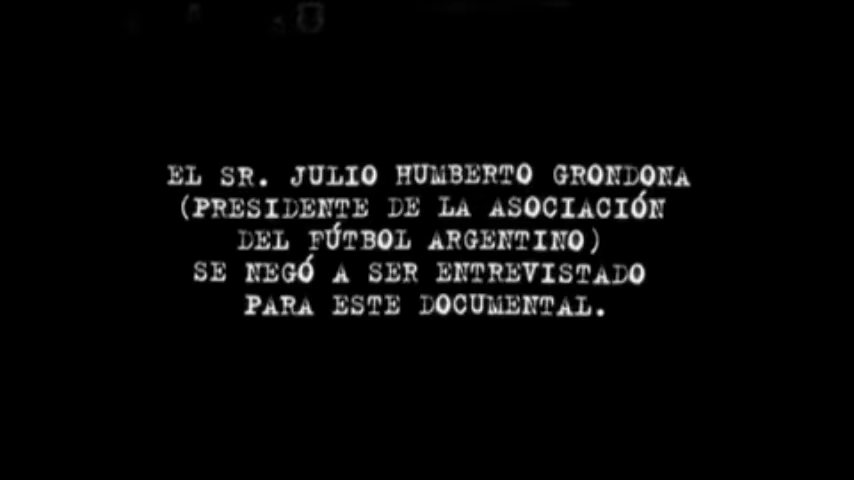 EL SR. JULIO HUMBERTO GRONDONA
(PRESIDENTE DE LA ASOCIACIÓN
DEL FÚTBOL ARGENTINO)
SE NEGÓ A SER ENTREVISTADO
PARA ESTE DOCUMENTAL.